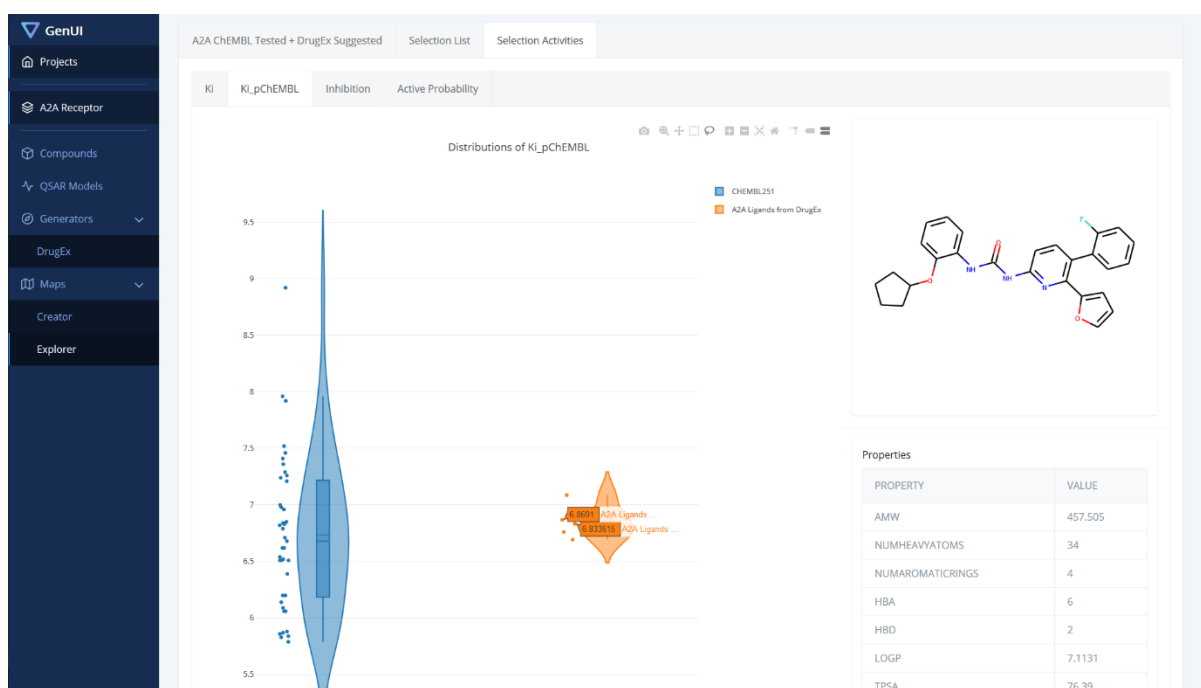 GenUI
Projects
A2A Receptor
Compounds
QSAR Models
Generators
DrugEx
Maps
Creator
Explorer
A2A ChEMBL Tested + DrugEx Suggested
Selection List
Selection Activities
Ki
Ki_pChEMBL
Inhibition
Active Probability
Distributions of Ki_pChEMBL
CHEMBL251
A2A Ligands from DrugEx
9.5
9
8.5
8
7.5
7
6.5
6
5.5
6.8691 A2A Ligands ...
6.833615 A2A Ligands ...
F
O
NH
NH
N
O
O
Properties
PROPERTY VALUE
AMW 457.505
NUMHEAVYATOMS 34
NUMAROMATICRINGS 4
HBA 6
HBD 2
LOGP 7.1131
TPSA 76.39